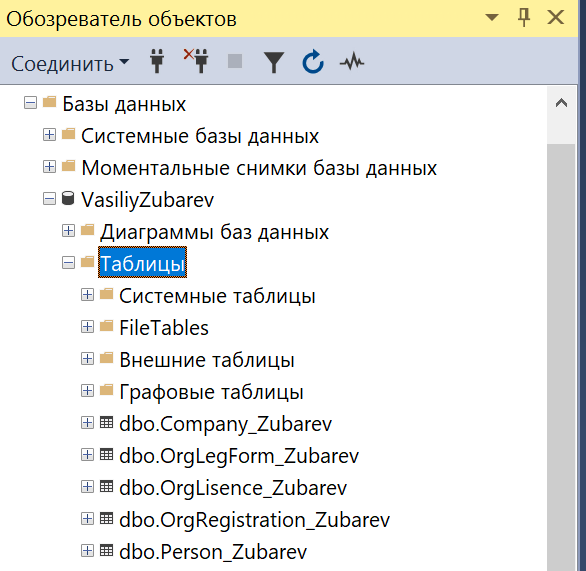 Обозреватель объектов
Соединить
Базы данных
Системные базы данных
Моментальные снимки базы данных
VasiliyZubarev
Диаграммы баз данных
Таблицы
Системные таблицы
FileTables
Внешние таблицы
Графовые таблицы
dbo.Company_Zubarev
dbo.OrgLegForm_Zubarev
dbo.OrgLisence_Zubarev
dbo.OrgRegistration_Zubarev
dbo.Person_Zubarev